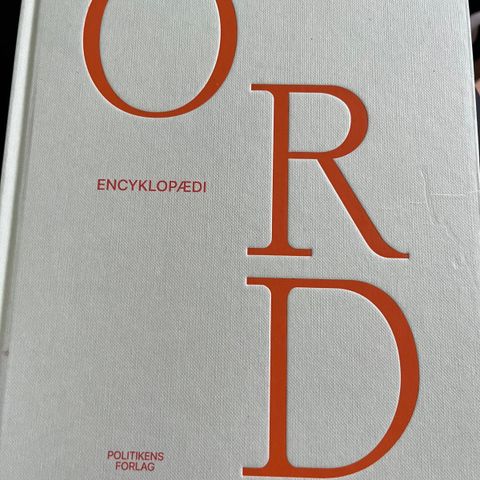 O
R
ENCYKLOPÆDI
D
POLITIKENS
FORLAG